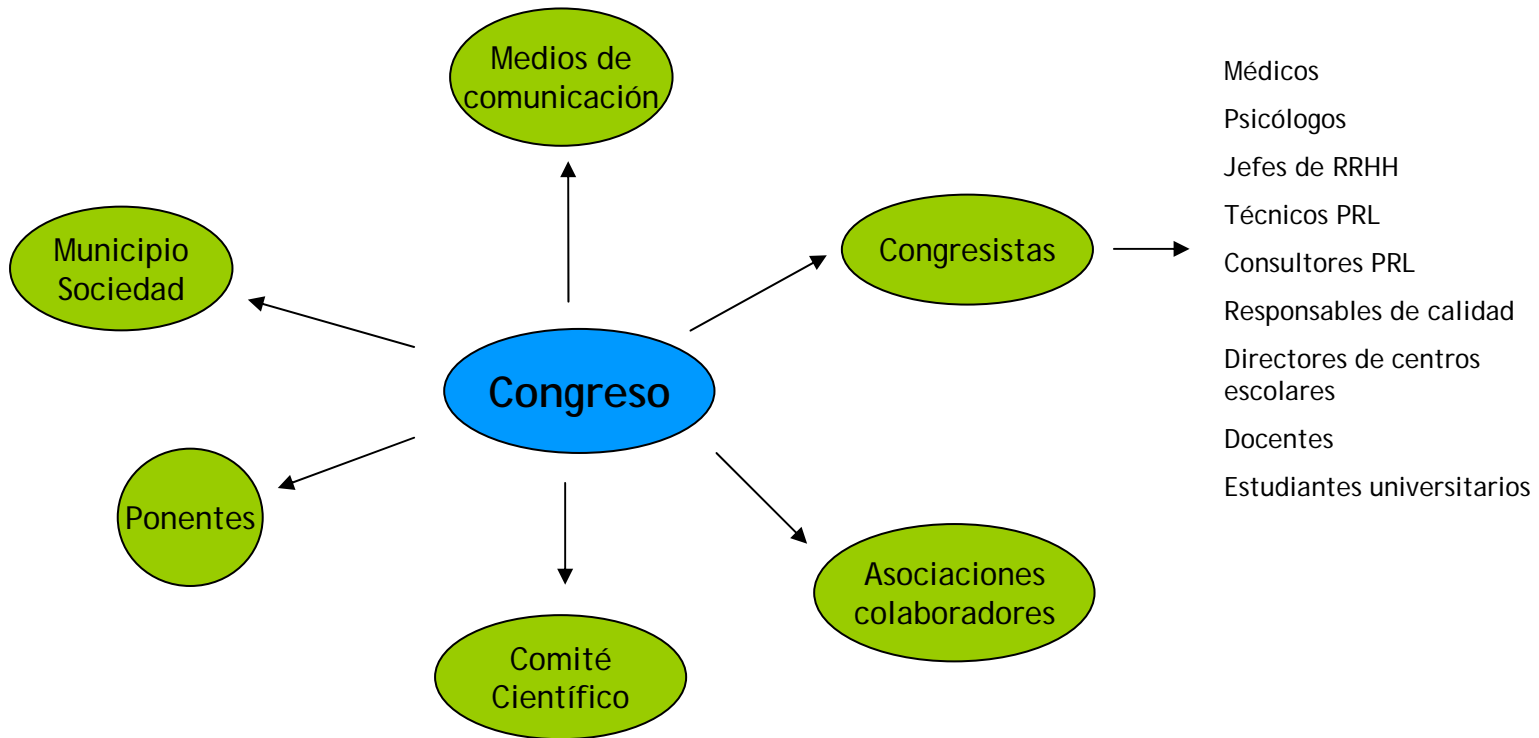 Medios de
comunicación
Médicos
Psicólogos
Jefes de RRHH
Técnicos PRL
Consultores PRL
Responsables de calidad
Directores de centros
escolares
Docentes
Estudiantes universitarios
Congresistas
Municipio
Sociedad
Congreso
Ponentes
Asociaciones
colaboradores
Comité
Científico